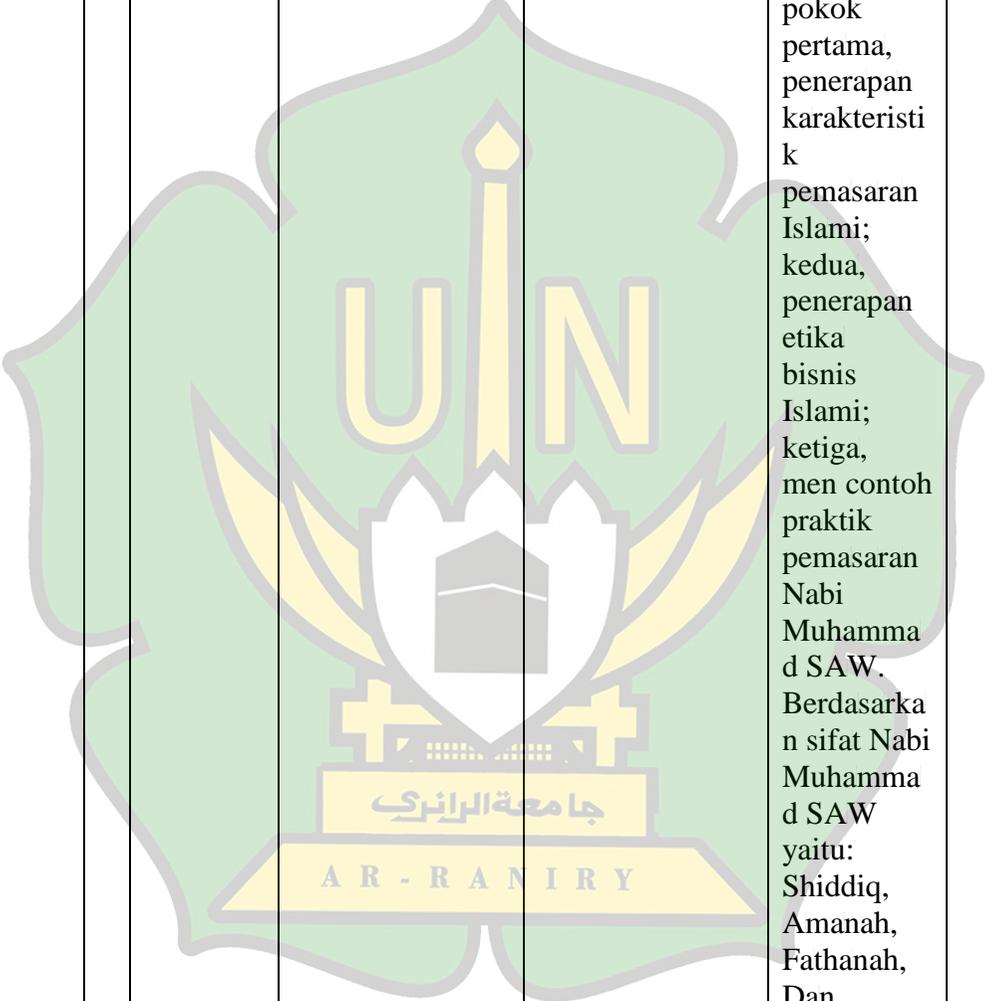 pokok
pertama,
penerapan
karakteristi
k
pemasaran
Islami;
kedua,
penerapan
etika
bisnis
Islami;
ketiga,
men contoh
praktik
pemasaran
Nabi
Muhamma
d SAW.
Berdasarka
n sifat Nabi
Muhamma
d SAW
yaitu:
Shiddiq,
Amanah,
Fathanah,
Dan
UIN
جامعة الرانري
AR-RANIRY